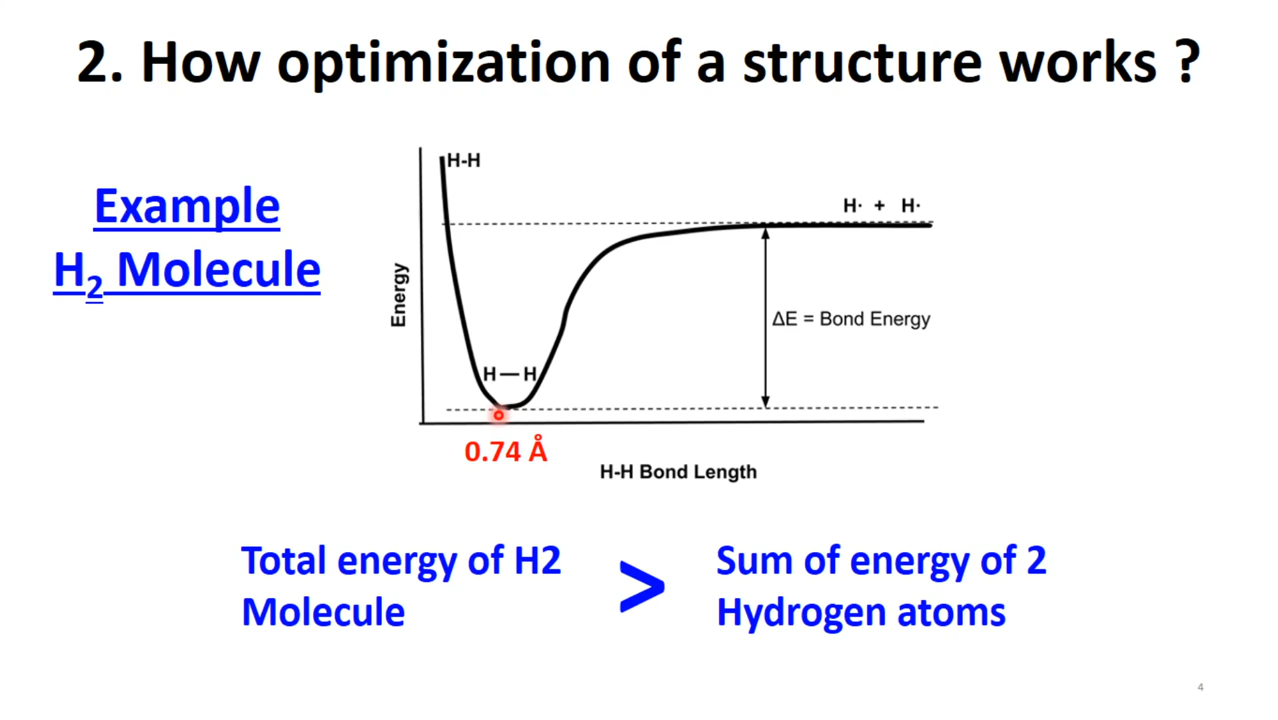 2. How optimization of a structure works ?
Example
H₂ Molecule
H-H
H· + H·
Energy
ΔE = Bond Energy
H — H
0.74 Å
H-H Bond Length
Total energy of H2
Molecule
>
Sum of energy of 2
Hydrogen atoms
4